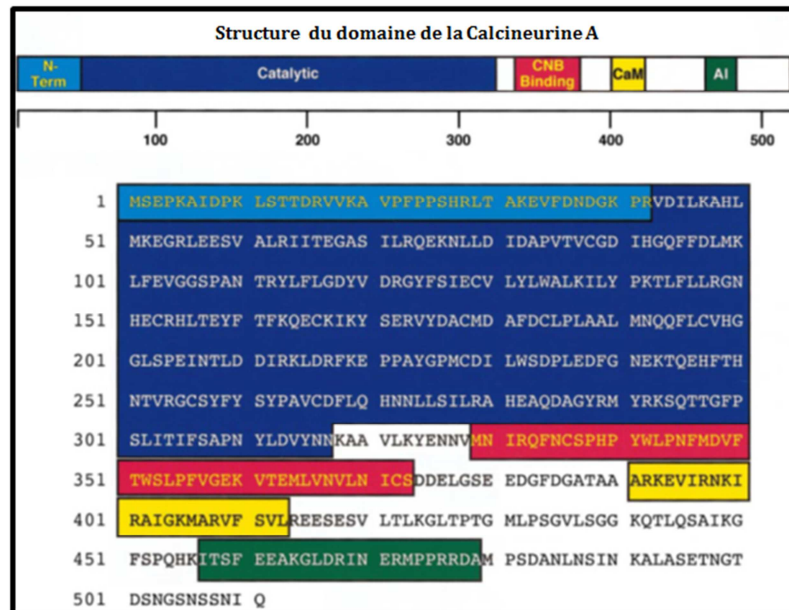 Structure du domaine de la Calcineurine A
N-Term Catalytic CNB Binding CaM AI
100 200 300 400 500
1 MSEPKAIDPK LSTTDRVVKA VPFPPSHRLT AKEVFDNDGK PRVDILKAHL
51 MKEGRLEESV ALRIITEGAS ILRQEKNLLD IDAPVTVCGD IHGQFFDLMK
101 LFEVGGSPAN TRYLFLGDYV DRGYFSIECV LYLWALKILY PKTLFLLRGN
151 HECRHLTEYF TFKQECKIKY SERVYDACMD AFDCLPLAAL MNQQFLCVHG
201 GLSPEINTLD DIRKLDRFKE PPAYGPMCDI LWSDPLEDFG NEKTQEHFTH
251 NTVRGCSYFY SYPAVCDFLQ HNNLLSILRA HEAQDAGYRM YRKSQTTGFP
301 SLITIFSAPN YLDVYNNKAA VLKYENNVMN IRQFNCSPHP YWLPNFMDVF
351 TWSLPFVGEK VTEMLVNVLN ICSDDELGSE EDGFDGATAA ARKEVIRNKI
401 RAIGKMARVF SVLREESESV LTLKGLTPTG MLPSGVLSGG KQTLQSAIKG
451 FSPQHKITSF EEAKGLDRIN ERMPPRRDAM PSDANLNSIN KALASETNGT
501 DSNGSNSSNI Q